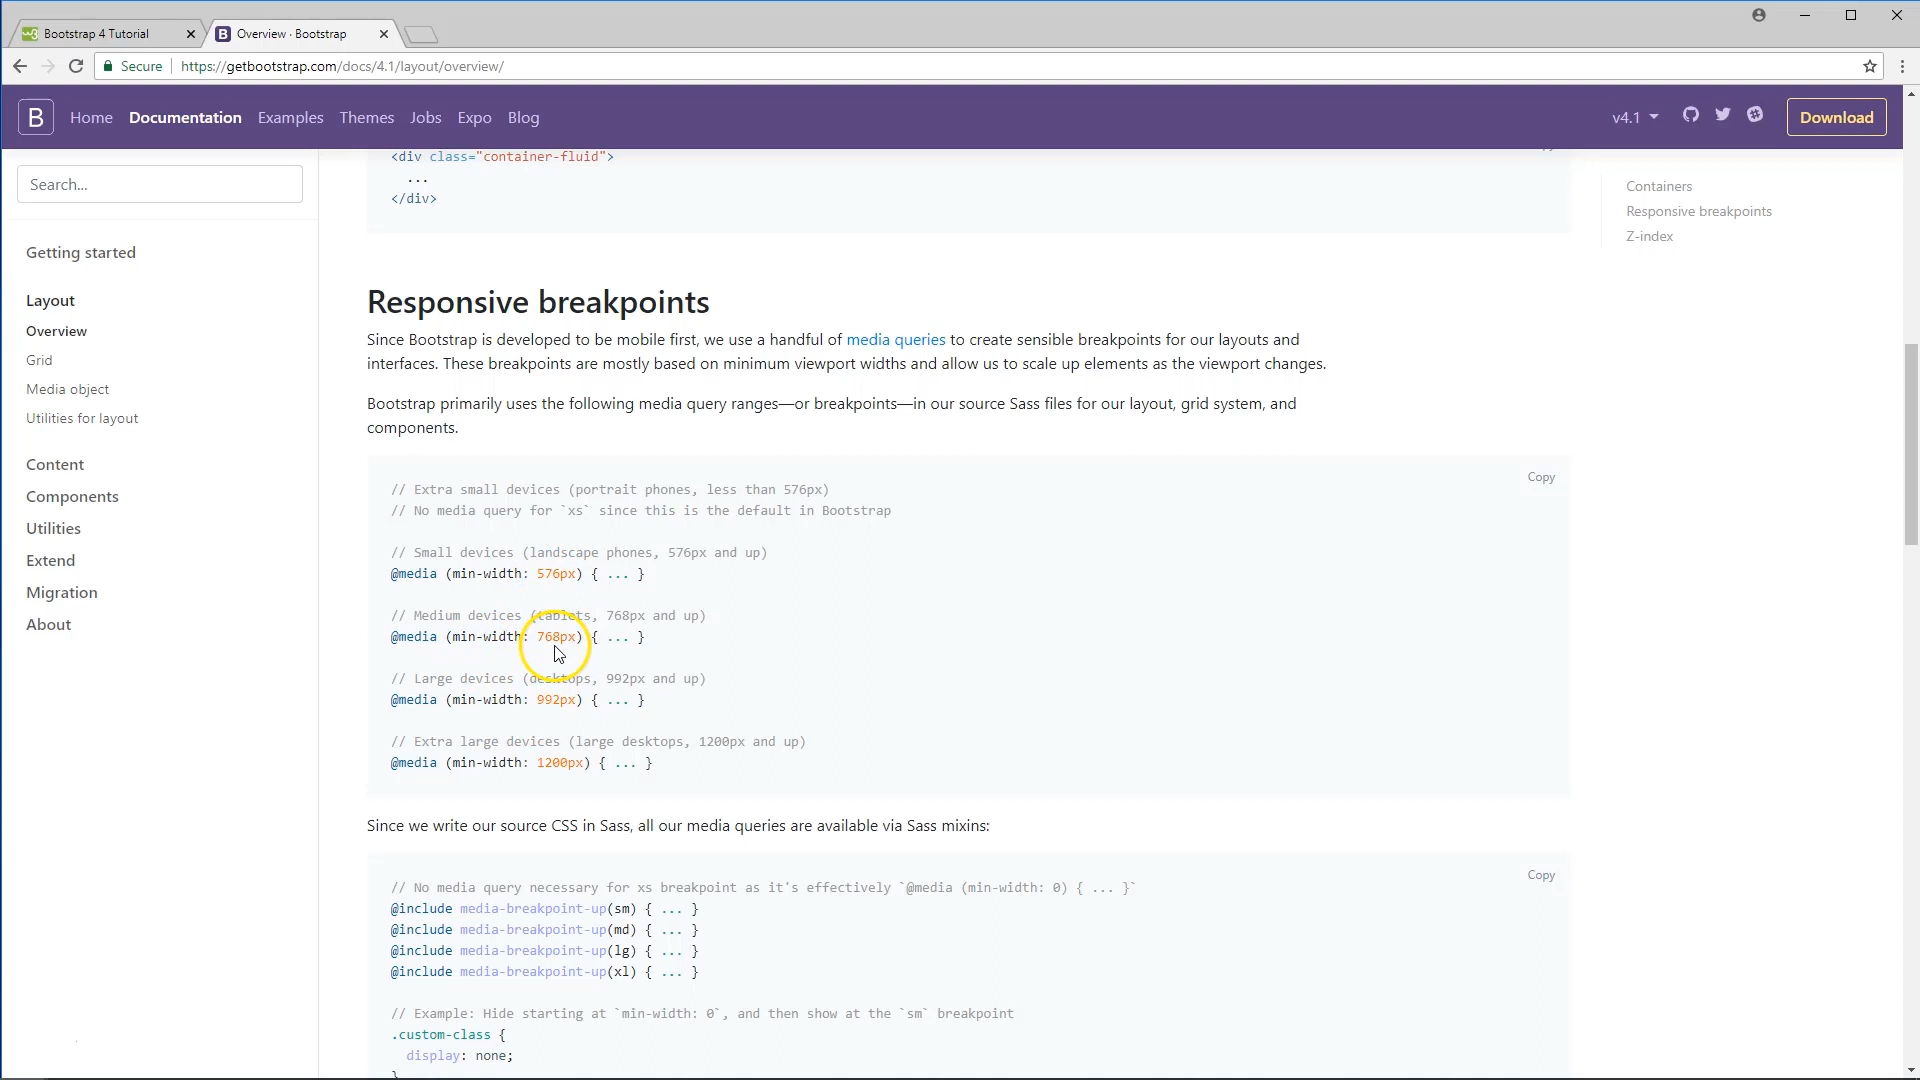 Bootstrap 4 Tutorial
Overview · Bootstrap
Secure
https://getbootstrap.com/docs/4.1/layout/overview/
B Home Documentation Examples Themes Jobs Expo Blog
v4.1
Download
Search...
Getting started
Layout
Overview
Grid
Media object
Utilities for layout
Content
Components
Utilities
Extend
Migration
About
<div class="container-fluid">
...
</div>
Responsive breakpoints
Since Bootstrap is developed to be mobile first, we use a handful of media queries to create sensible breakpoints for our layouts and
interfaces. These breakpoints are mostly based on minimum viewport widths and allow us to scale up elements as the viewport changes.
Bootstrap primarily uses the following media query ranges—or breakpoints—in our source Sass files for our layout, grid system, and
components.
Copy
// Extra small devices (portrait phones, less than 576px)
// No media query for `xs` since this is the default in Bootstrap
// Small devices (landscape phones, 576px and up)
@media (min-width: 576px) { ... }
// Medium devices (tablets, 768px and up)
@media (min-width: 768px) { ... }
// Large devices (desktops, 992px and up)
@media (min-width: 992px) { ... }
// Extra large devices (large desktops, 1200px and up)
@media (min-width: 1200px) { ... }
Since we write our source CSS in Sass, all our media queries are available via Sass mixins:
Copy
// No media query necessary for xs breakpoint as it's effectively `@media (min-width: 0) { ... }`
@include media-breakpoint-up(sm) { ... }
@include media-breakpoint-up(md) { ... }
@include media-breakpoint-up(lg) { ... }
@include media-breakpoint-up(xl) { ... }
// Example: Hide starting at `min-width: 0`, and then show at the `sm` breakpoint
.custom-class {
display: none;
}
Containers
Responsive breakpoints
Z-index